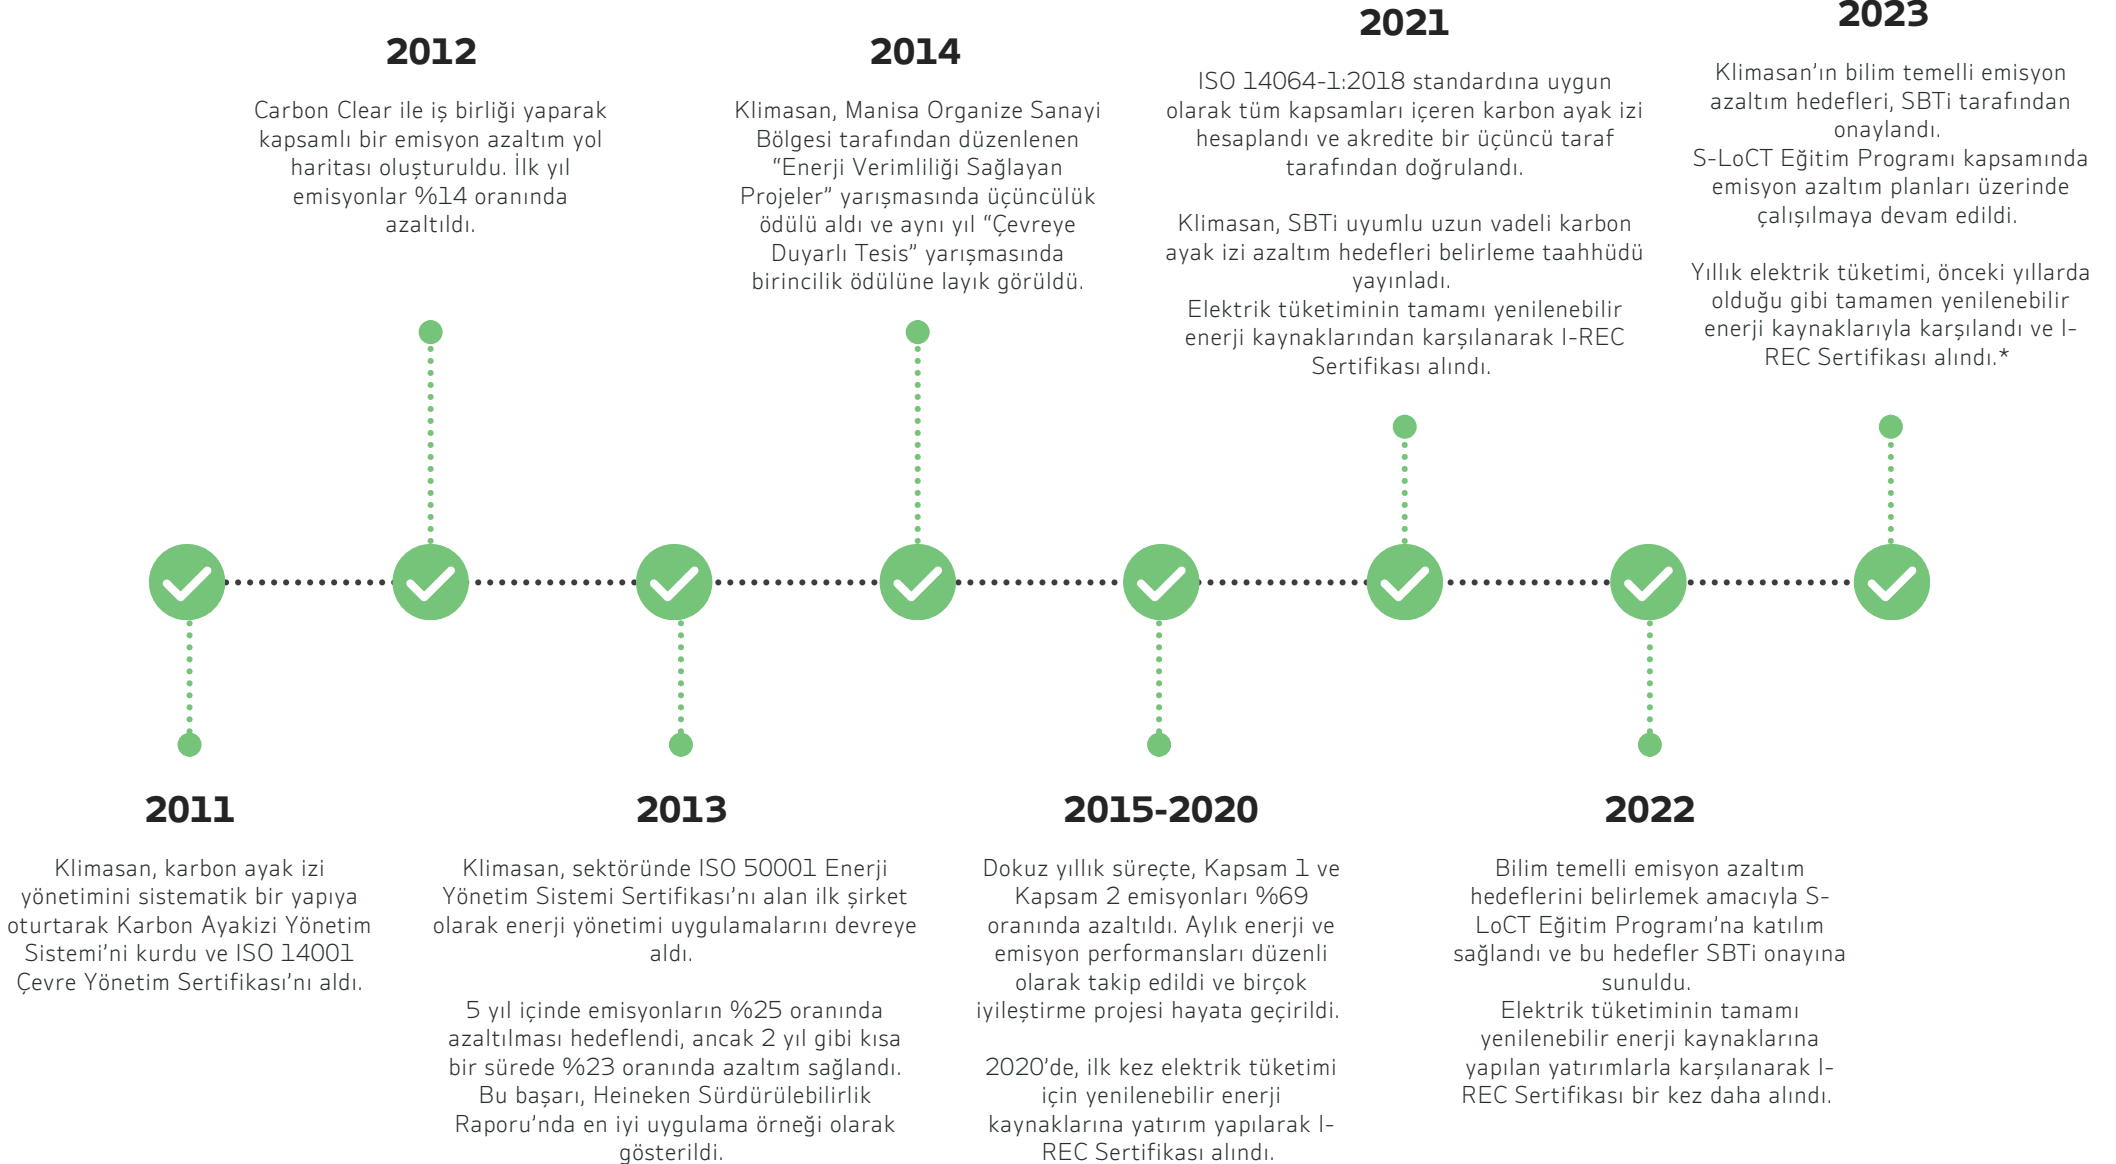 2012
Carbon Clear ile iş birliği yaparak
kapsamlı bir emisyon azaltım yol
haritası oluşturuldu. İlk yıl
emisyonlar %14 oranında
azaltıldı.
2014
Klimasan, Manisa Organize Sanayi
Bölgesi tarafından düzenlenen
“Enerji Verimliliği Sağlayan
Projeler” yarışmasında üçüncülük
ödülü aldı ve aynı yıl “Çevreye
Duyarlı Tesis” yarışmasında
birincilik ödülüne layık görüldü.
2021
ISO 14064-1:2018 standardına uygun
olarak tüm kapsamları içeren karbon ayak izi
hesaplandı ve akredite bir üçüncü taraf
tarafından doğrulandı.
Klimasan, SBTi uyumlu uzun vadeli karbon
ayak izi azaltım hedefleri belirleme taahhüdü
yayınladı.
Elektrik tüketiminin tamamı yenilenebilir
enerji kaynaklarından karşılanarak I-REC
Sertifikası alındı.
2023
Klimasan’ın bilim temelli emisyon
azaltım hedefleri, SBTi tarafından
onaylandı.
S-LoCT Eğitim Programı kapsamında
emisyon azaltım planları üzerinde
çalışılmaya devam edildi.
Yıllık elektrik tüketimi, önceki yıllarda
olduğu gibi tamamen yenilenebilir
enerji kaynaklarıyla karşılandı ve I-
REC Sertifikası alındı.*
2011
Klimasan, karbon ayak izi
yönetimini sistematik bir yapıya
oturtarak Karbon Ayakizi Yönetim
Sistemi’ni kurdu ve ISO 14001
Çevre Yönetim Sertifikası’nı aldı.
2013
Klimasan, sektöründe ISO 50001 Enerji
Yönetim Sistemi Sertifikası’nı alan ilk şirket
olarak enerji yönetimi uygulamalarını devreye
aldı.
5 yıl içinde emisyonların %25 oranında
azaltılması hedeflendi, ancak 2 yıl gibi kısa
bir sürede %23 oranında azaltım sağlandı.
Bu başarı, Heineken Sürdürülebilirlik
Raporu’nda en iyi uygulama örneği olarak
gösterildi.
2015-2020
Dokuz yıllık süreçte, Kapsam 1 ve
Kapsam 2 emisyonları %69
oranında azaltıldı. Aylık enerji ve
emisyon performansları düzenli
olarak takip edildi ve birçok
iyileştirme projesi hayata geçirildi.
2020’de, ilk kez elektrik tüketimi
için yenilenebilir enerji
kaynaklarına yatırım yapılarak I-
REC Sertifikası alındı.
2022
Bilim temelli emisyon azaltım
hedeflerini belirlemek amacıyla S-
LoCT Eğitim Programı’na katılım
sağlandı ve bu hedefler SBTi onayına
sunuldu.
Elektrik tüketiminin tamamı
yenilenebilir enerji kaynaklarına
yapılan yatırımlarla karşılanarak I-
REC Sertifikası bir kez daha alındı.